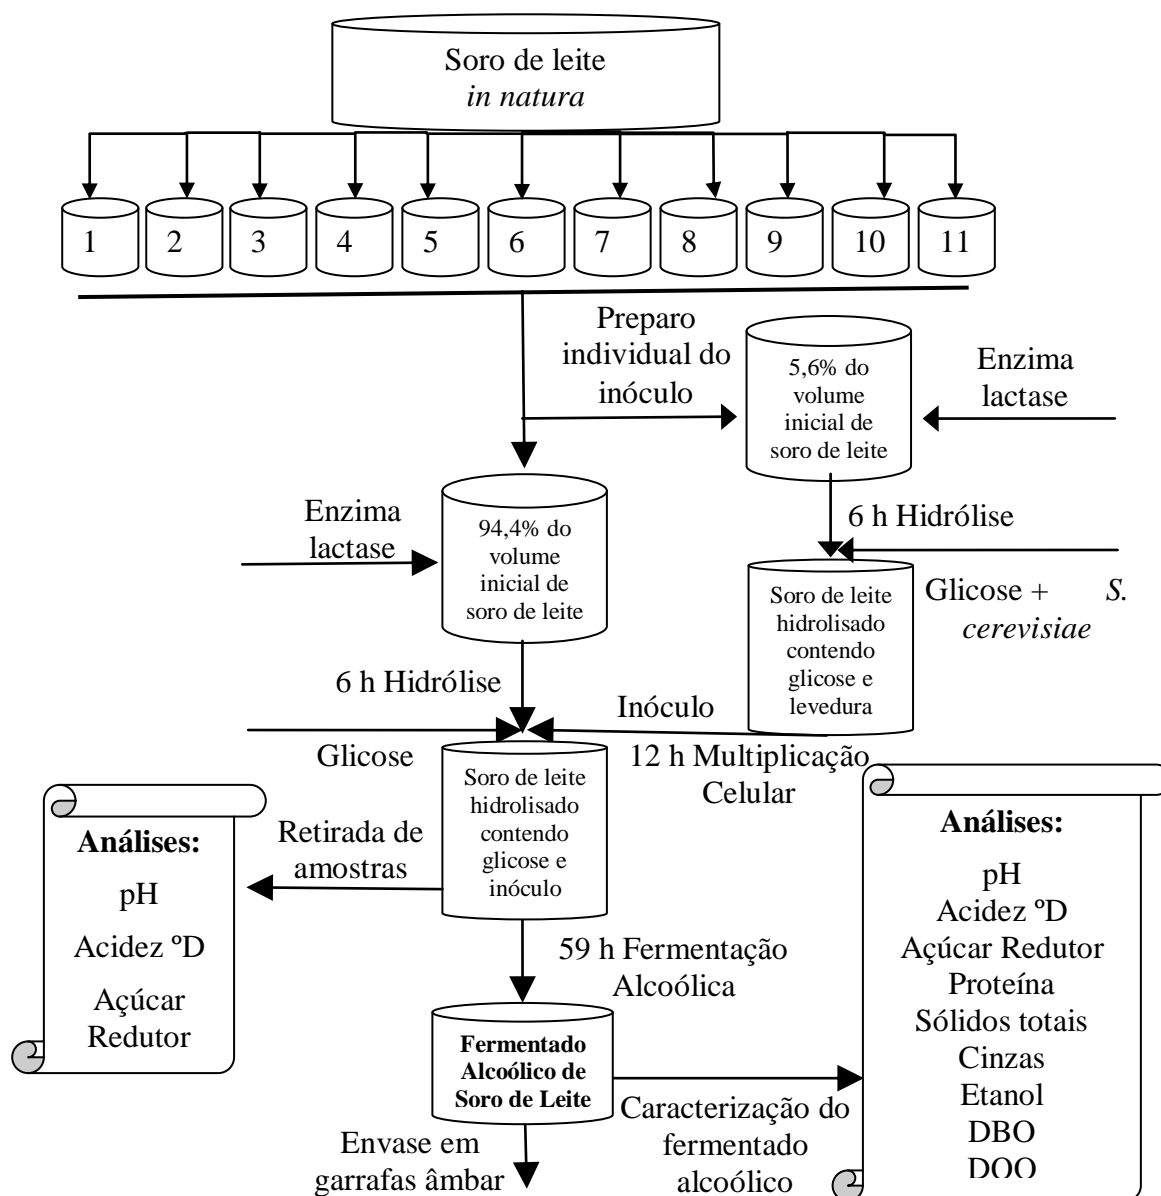 Soro de leite
in natura
1 2 3 4 5 6 7 8 9 10 11
Preparo
individual do
inóculo
5,6% do
volume
inicial de
soro de leite
Enzima
lactase
Enzima
lactase
94,4% do
volume
inicial de
soro de leite
6 h Hidrólise
Glicose + S.
cerevisiae
Soro de leite
hidrolisado
contendo
glicose e
levedura
6 h Hidrólise
Inóculo
12 h Multiplicação
Celular
Glicose
Soro de leite
hidrolisado
contendo
glicose e
inóculo
Retirada de
amostras
Análises:
pH
Acidez ºD
Açúcar
Redutor
59 h Fermentação
Alcoólica
Fermentado
Alcoólico de
Soro de Leite
Caracterização do
fermentado
alcoólico
Análises:
pH
Acidez ºD
Açúcar Redutor
Proteína
Sólidos totais
Cinzas
Etanol
DBO
DQO
Envase em
garrafas âmbar